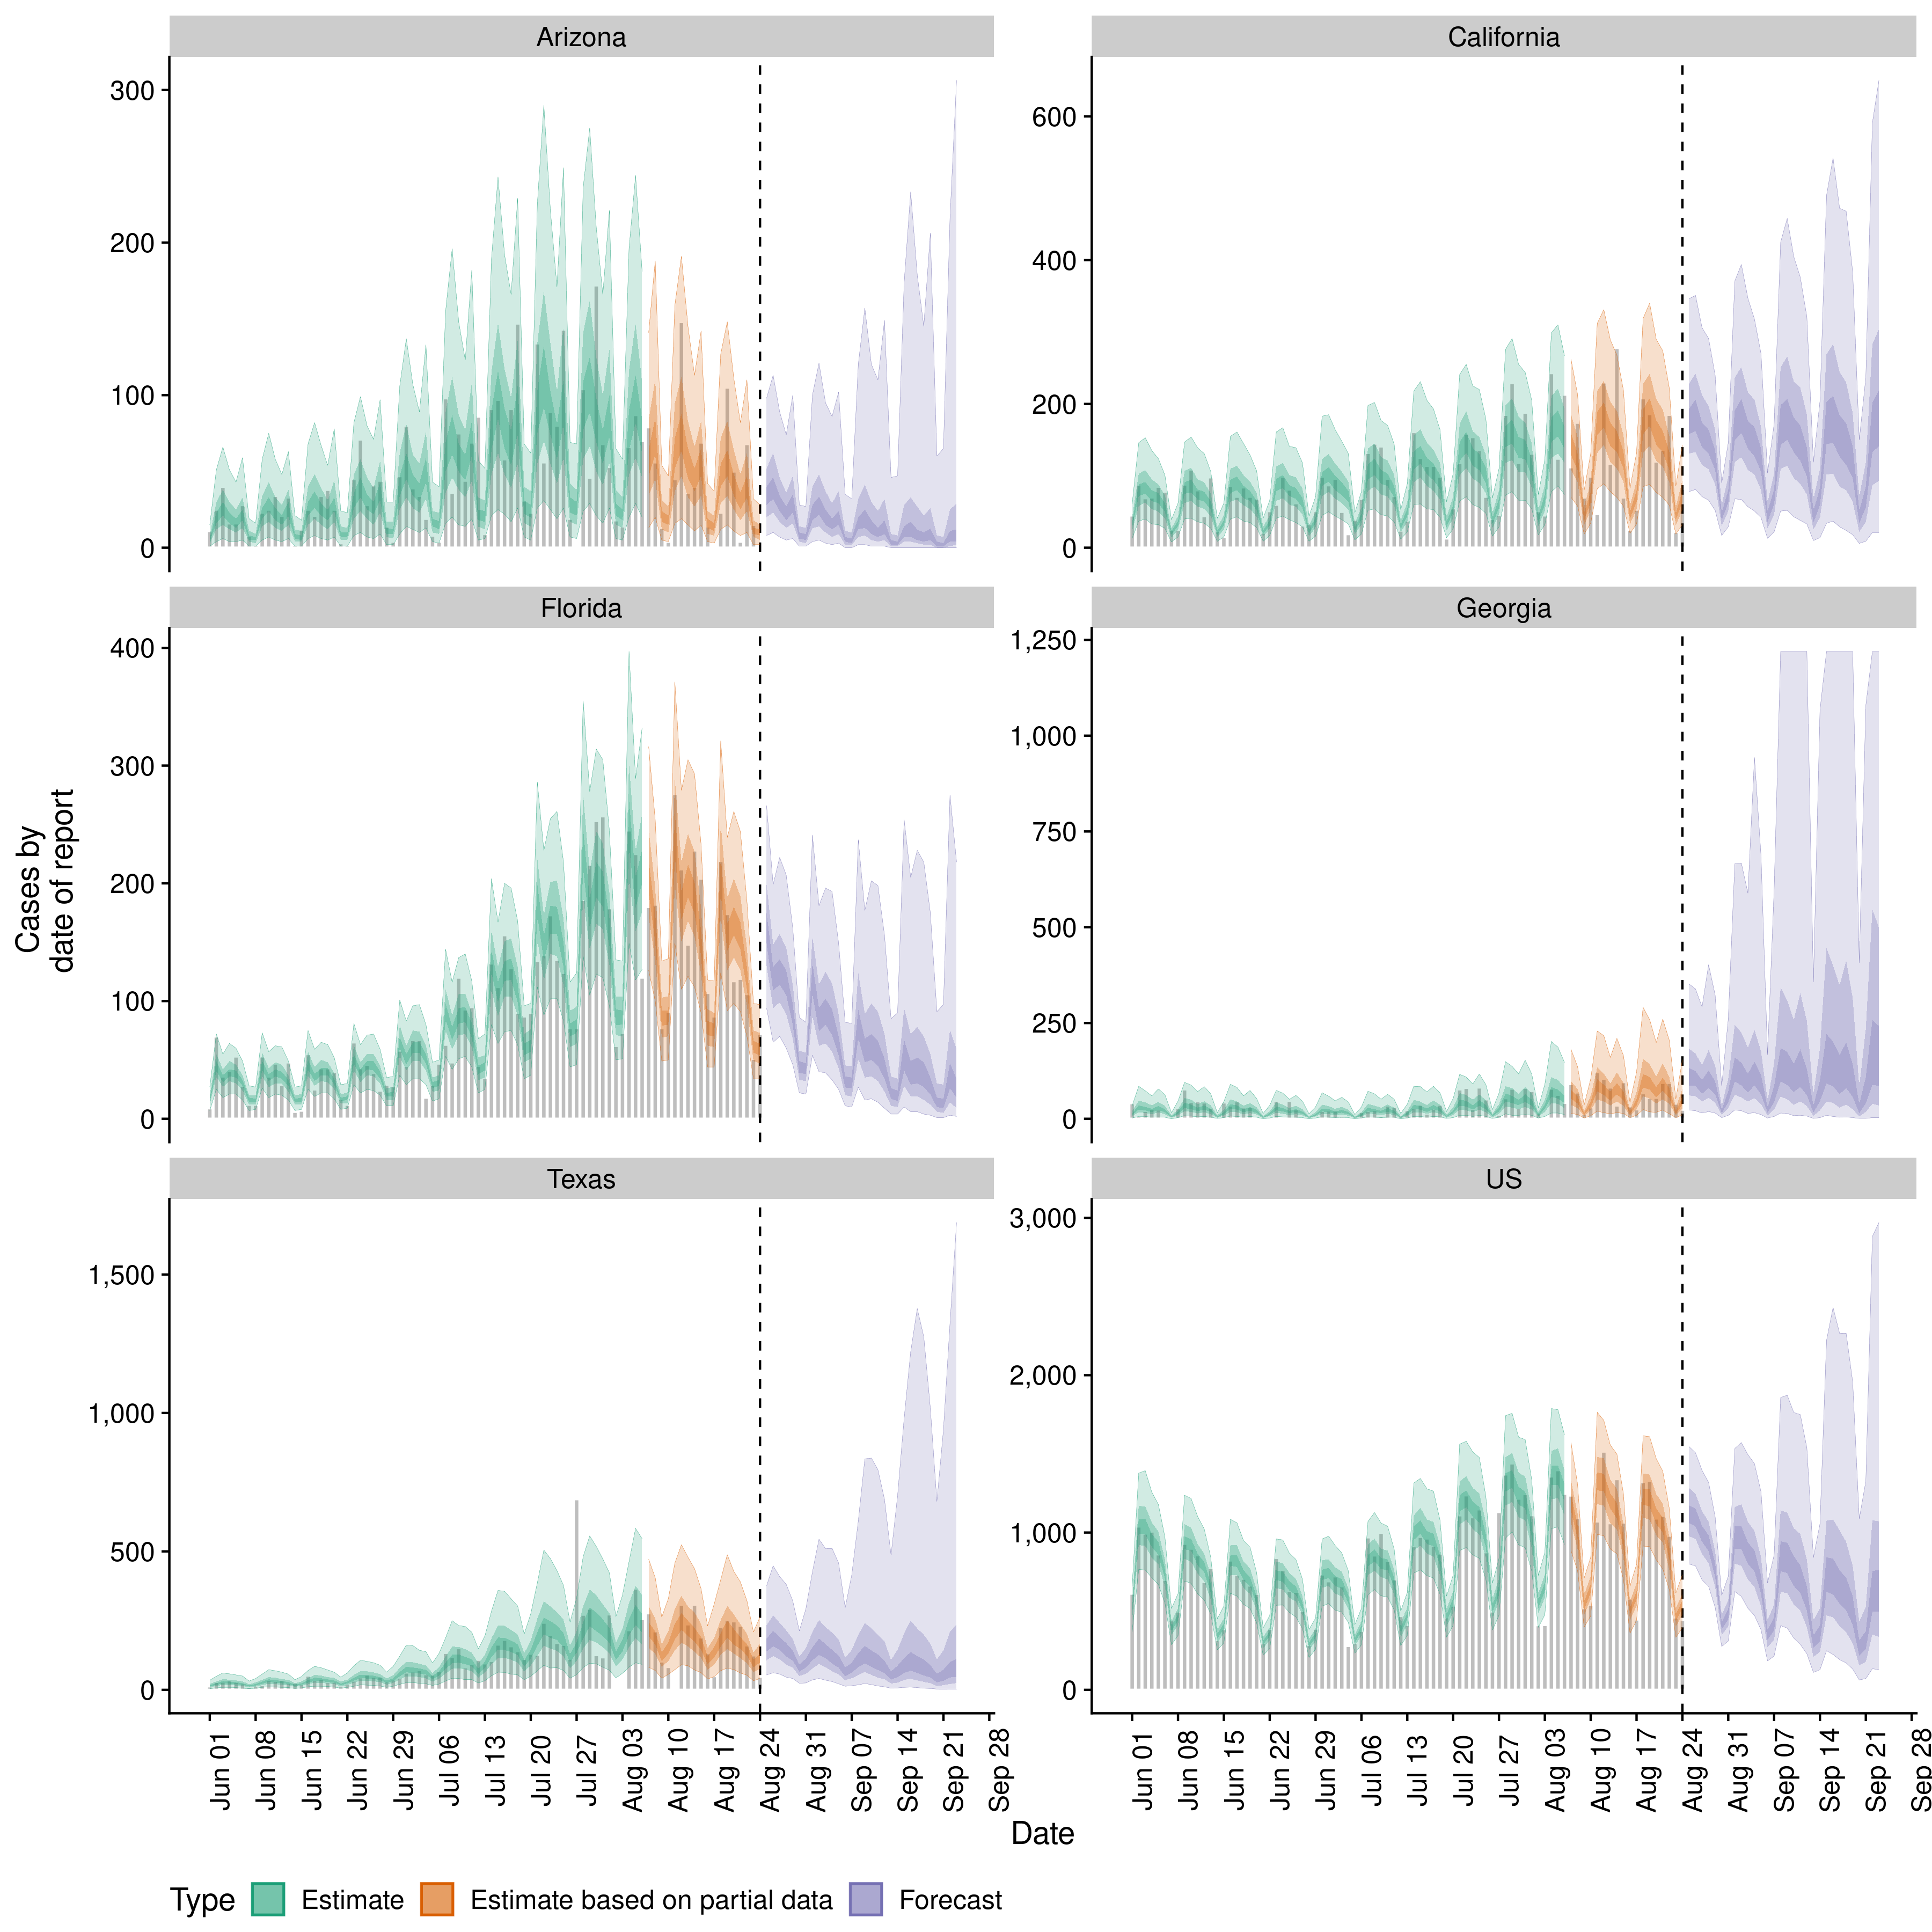 Arizona
California
300
200
100
0
600
400
200
0
Florida
Georgia
400
300
200
100
0
1,250
1,000
750
500
250
0
Cases by
date of report
Texas
US
1,500
1,000
500
0
3,000
2,000
1,000
0
Jun 01
Jun 08
Jun 15
Jun 22
Jun 29
Jul 06
Jul 13
Jul 20
Jul 27
Aug 03
Aug 10
Aug 17
Aug 24
Aug 31
Sep 07
Sep 14
Sep 21
Sep 28
Jun 01
Jun 08
Jun 15
Jun 22
Jun 29
Jul 06
Jul 13
Jul 20
Jul 27
Aug 03
Aug 10
Aug 17
Aug 24
Aug 31
Sep 07
Sep 14
Sep 21
Sep 28
Date
Type Estimate Estimate based on partial data Forecast